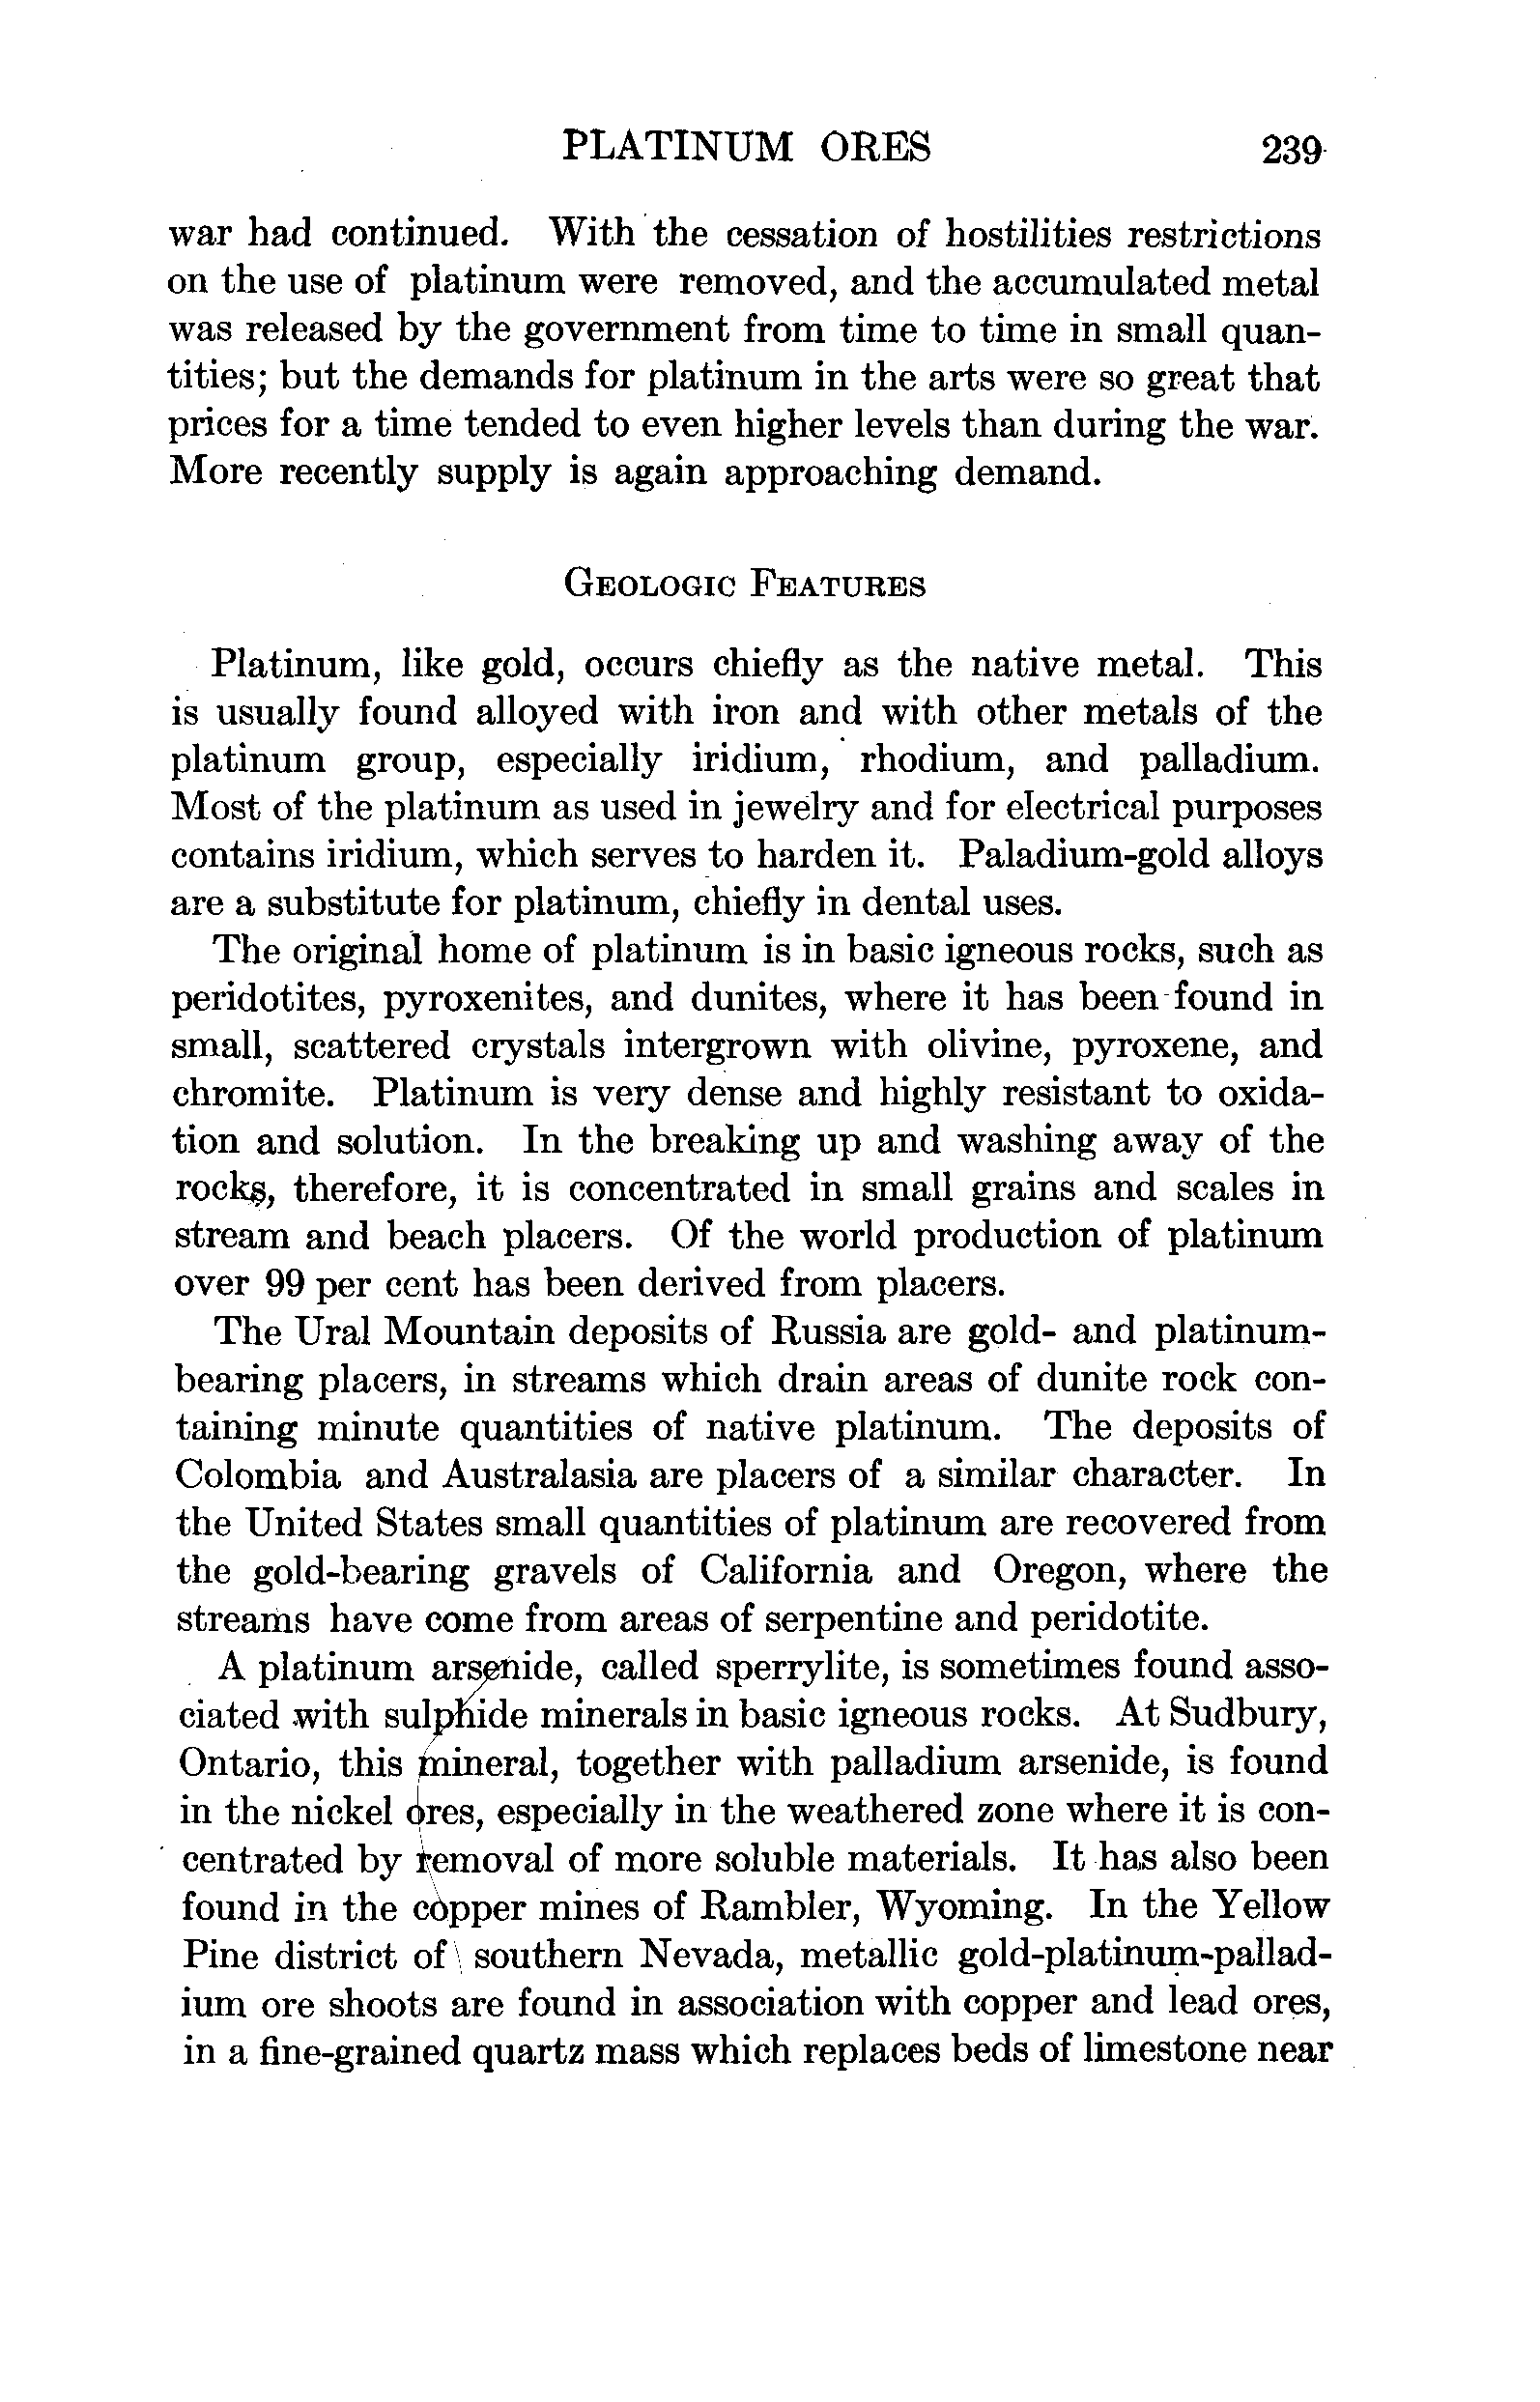 PLATINUM ORES 239
war had continued. With the cessation of hostilities restrictions
on the use of platinum were removed, and the accumulated metal
was released by the government from time to time in small quan-
tities; but the demands for platinum in the arts were so great that
prices for a time tended to even higher levels than during the war.
More recently supply is again approaching demand.
GEOLOGIC FEATURES
Platinum, like gold, occurs chiefly as the native metal. This
is usually found alloyed with iron and with other metals of the
platinum group, especially iridium, rhodium, and palladium.
Most of the platinum as used in jewelry and for electrical purposes
contains iridium, which serves to harden it. Paladium-gold alloys
are a substitute for platinum, chiefly in dental uses.
The original home of platinum is in basic igneous rocks, such as
peridotites, pyroxenites, and dunites, where it has been found in
small, scattered crystals intergrown with olivine, pyroxene, and
chromite. Platinum is very dense and highly resistant to oxida-
tion and solution. In the breaking up and washing away of the
rocks, therefore, it is concentrated in small grains and scales in
stream and beach placers. Of the world production of platinum
over 99 per cent has been derived from placers.
The Ural Mountain deposits of Russia are gold- and platinum-
bearing placers, in streams which drain areas of dunite rock con-
taining minute quantities of native platinum. The deposits of
Colombia and Australasia are placers of a similar character. In
the United States small quantities of platinum are recovered from
the gold-bearing gravels of California and Oregon, where the
streams have come from areas of serpentine and peridotite.
A platinum arsenide, called sperrylite, is sometimes found asso-
ciated with sulphide minerals in basic igneous rocks. At Sudbury,
Ontario, this mineral, together with palladium arsenide, is found
in the nickel ores, especially in the weathered zone where it is con-
centrated by removal of more soluble materials. It has also been
found in the copper mines of Rambler, Wyoming. In the Yellow
Pine district of southern Nevada, metallic gold-platinum-pallad-
ium ore shoots are found in association with copper and lead ores,
in a fine-grained quartz mass which replaces beds of limestone near